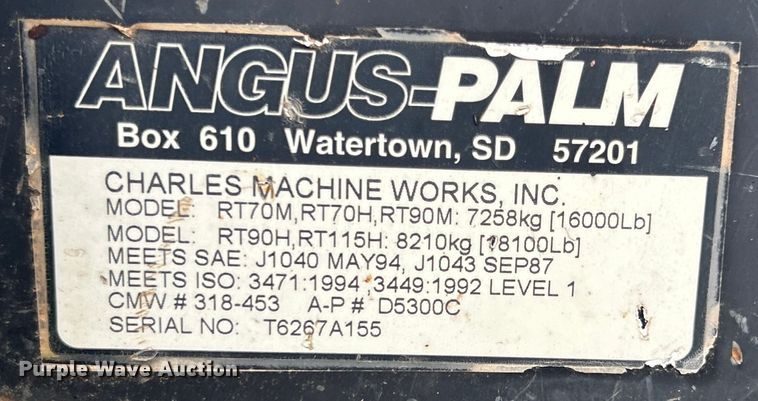 ANGUS-PALM
Box 610 Watertown, SD 57201
CHARLES MACHINE WORKS, INC.
MODEL: RT70M,RT70H,RT90M: 7258kg [16000Lb]
MODEL: RT90H,RT115H: 8210kg [18100Lb]
MEETS SAE: J1040 MAY94, J1043 SEP87
MEETS ISO: 3471:1994 ,3449:1992 LEVEL 1
CMW # 318-453 A-P # D5300C
SERIAL NO: T6267A155
Purple Wave Auction